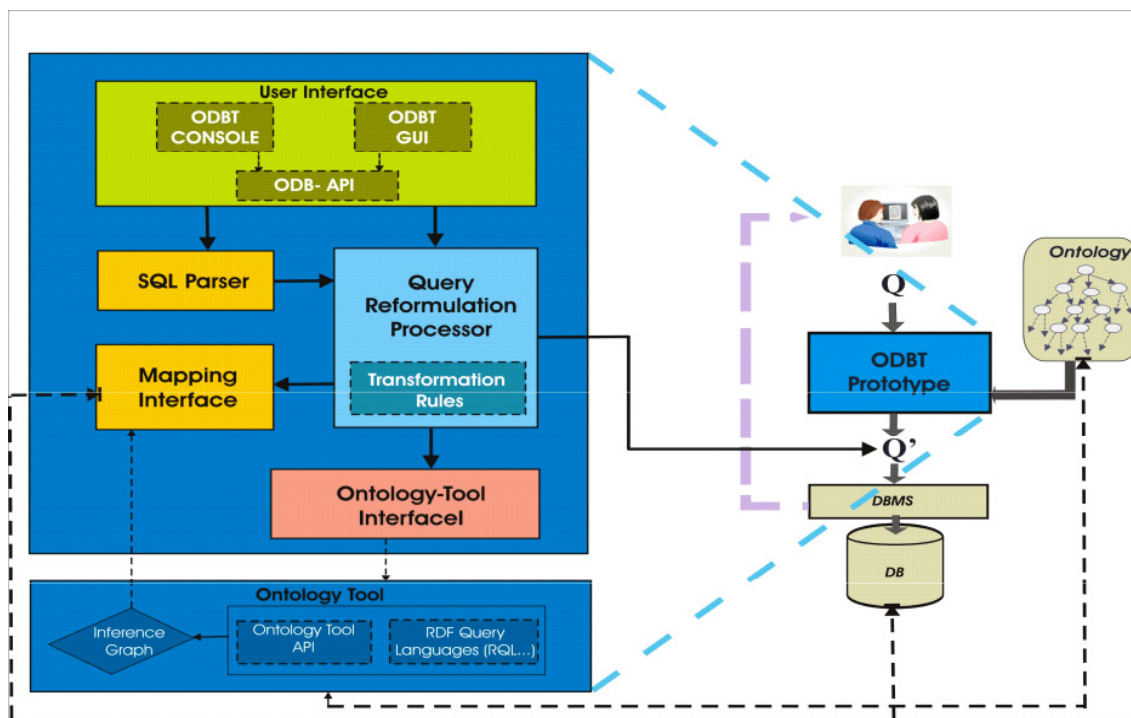 User Interface
ODBT
CONSOLE
ODBT
GUI
ODB- API
SQL Parser
Query
Reformulation
Processor
Mapping
Interface
Transformation
Rules
Ontology-Tool
InterfaceI
Ontology Tool
Inference
Graph
Ontology Tool
API
RDF Query
Languages (RQL...)
Q
Ontology
ODBT
Prototype
Q’
DBMS
DB